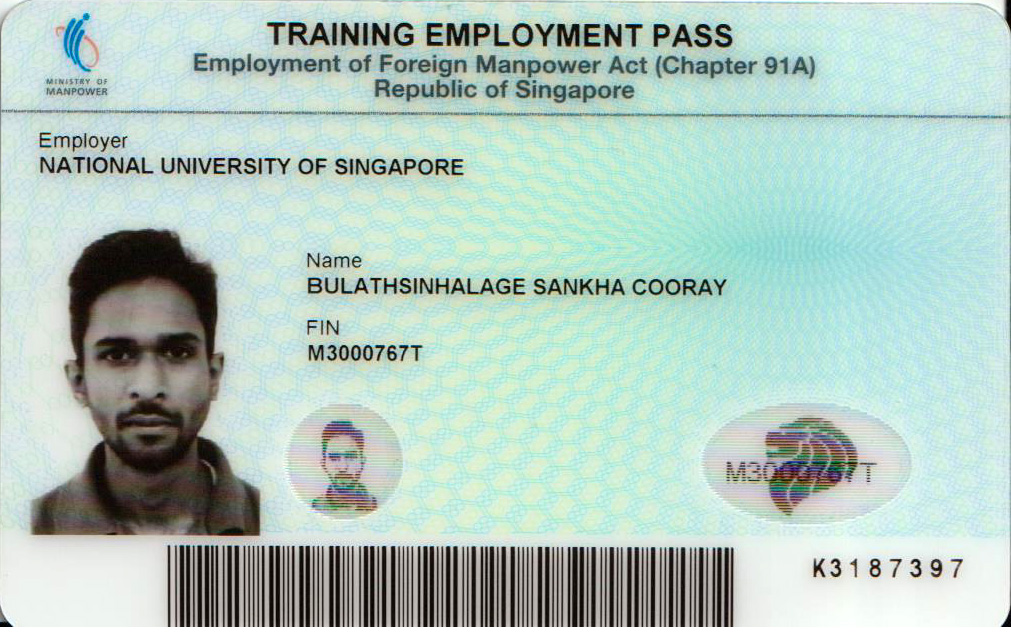 MINISTRY OF
MANPOWER
TRAINING EMPLOYMENT PASS
Employment of Foreign Manpower Act (Chapter 91A)
Republic of Singapore
Employer
NATIONAL UNIVERSITY OF SINGAPORE
Name
BULATHSINHALAGE SANKHA COORAY
FIN
M3000767T
M3000767T
K3187397